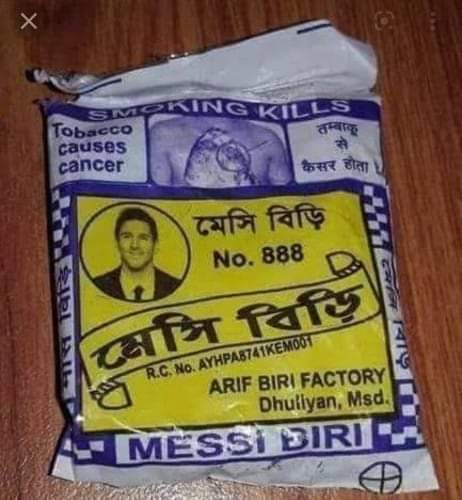 SMOKING KILLS
Tobacco
causes
cancer
तम्बाकू
से
कैंसर होता
মেসি বিড়ি
No. 888
মেসি বিড়ি
R.C. No. AYHPA8741KEM001
ARIF BIRI FACTORY
Dhuliyan, Msd.
MESSI BIRI